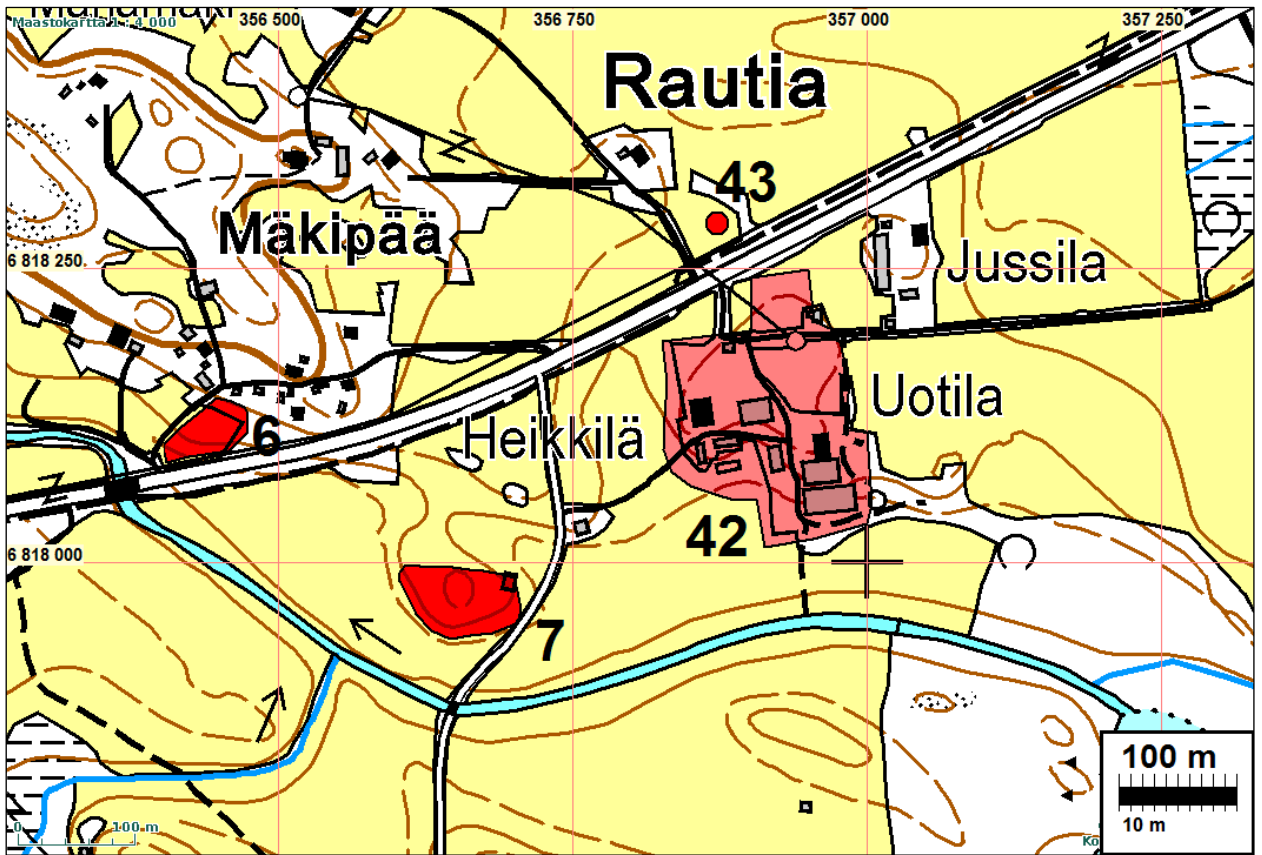 Maastokartta 1 : 4 000
356 500
356 750
357 000
357 250
Rautia
43
Mäkipää
6 818 250
Jussila
Uotila
6
Heikkilä
42
6 818 000
7
100 m
10 m
0
100 m